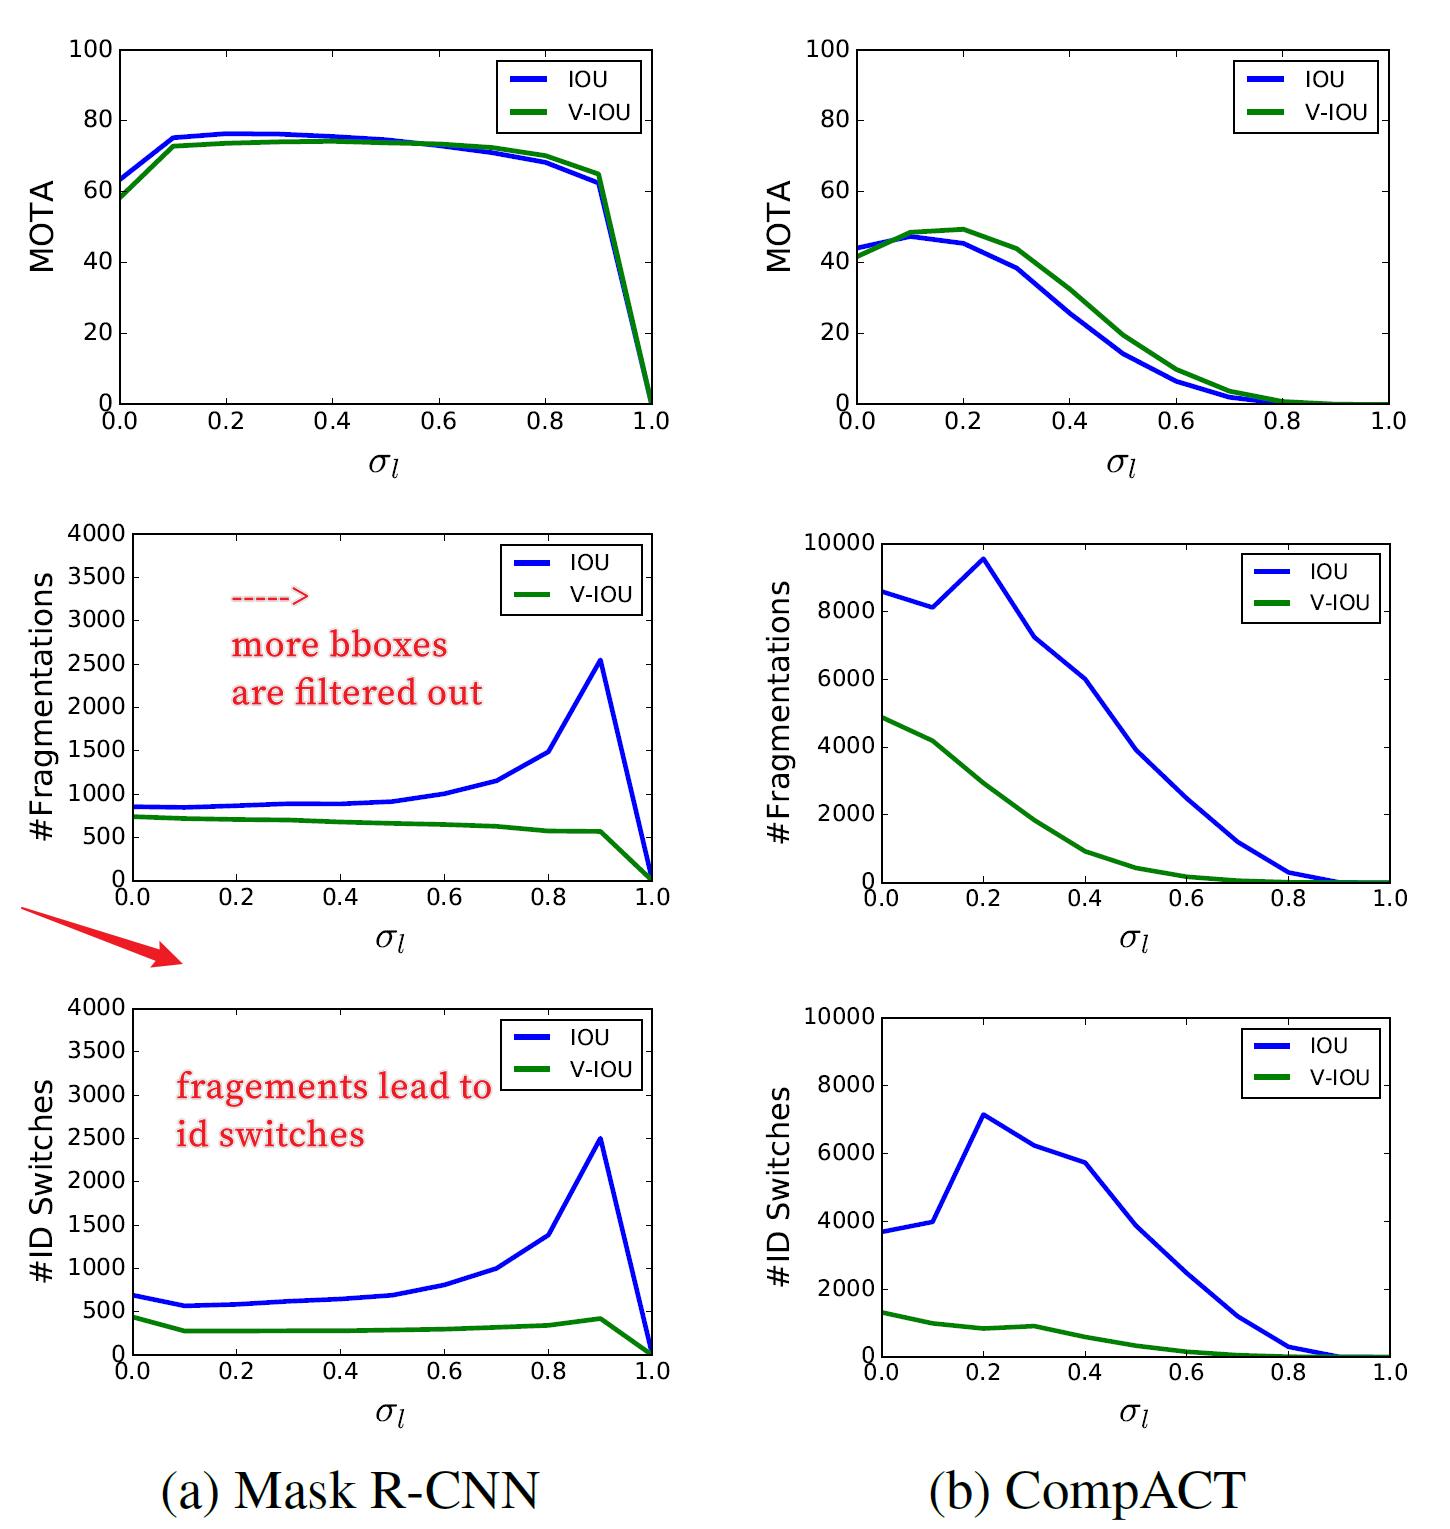 100
80
60
40
20
0
0.0 0.2 0.4 0.6 0.8 1.0
MOTA
σl
IOU
V-IOU
100
80
60
40
20
0
0.0 0.2 0.4 0.6 0.8 1.0
MOTA
σl
IOU
V-IOU
4000
3500
3000
2500
2000
1500
1000
500
0
0.0 0.2 0.4 0.6 0.8 1.0
#Fragmentations
σl
IOU
V-IOU
----->
more bboxes
are filtered out
10000
8000
6000
4000
2000
0
0.0 0.2 0.4 0.6 0.8 1.0
#Fragmentations
σl
IOU
V-IOU
4000
3500
3000
2500
2000
1500
1000
500
0
0.0 0.2 0.4 0.6 0.8 1.0
#ID Switches
σl
IOU
V-IOU
fragements lead to
id switches
10000
8000
6000
4000
2000
0
0.0 0.2 0.4 0.6 0.8 1.0
#ID Switches
σl
IOU
V-IOU
(a) Mask R-CNN
(b) CompACT